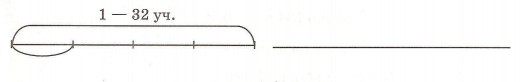 1 — 32 уч.